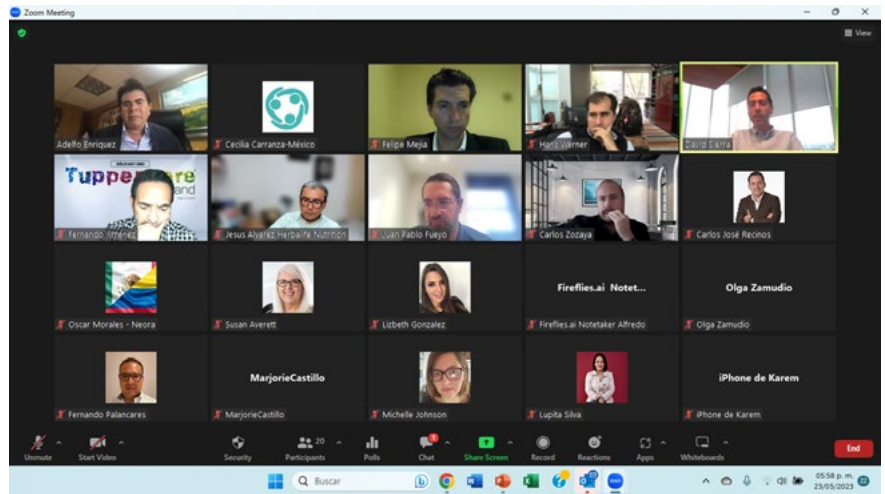 Zoom Meeting
View
Adelfo Enriquez
Cecilia Carranza-México
Felipe Mejia
Hans Werner
David Sierra
Tupperware
and
Fernando Jimenez
Jesus Alvarez Herbalife Nutrition
Juan Pablo Fueyo
Carlos Zozaya
Carlos José Recinos
Fireflies.ai Notet...
Olga Zamudio
Oscar Morales - Neora
Susan Averett
Lizbeth Gonzalez
Fireflies.ai Notetaker Alfredo
Olga Zamudio
MarjorieCastillo
iPhone de Karem
Fernando Palancares
MarjorieCastillo
Michelle Johnson
Lupita Silva
iPhone de Karem
20
Unmute
Start Video
Security
Participants
Polls
Chat
Share Screen
Record
Reactions
Apps
Whiteboards
End
Buscar
05:58 p. m.
23/05/2023